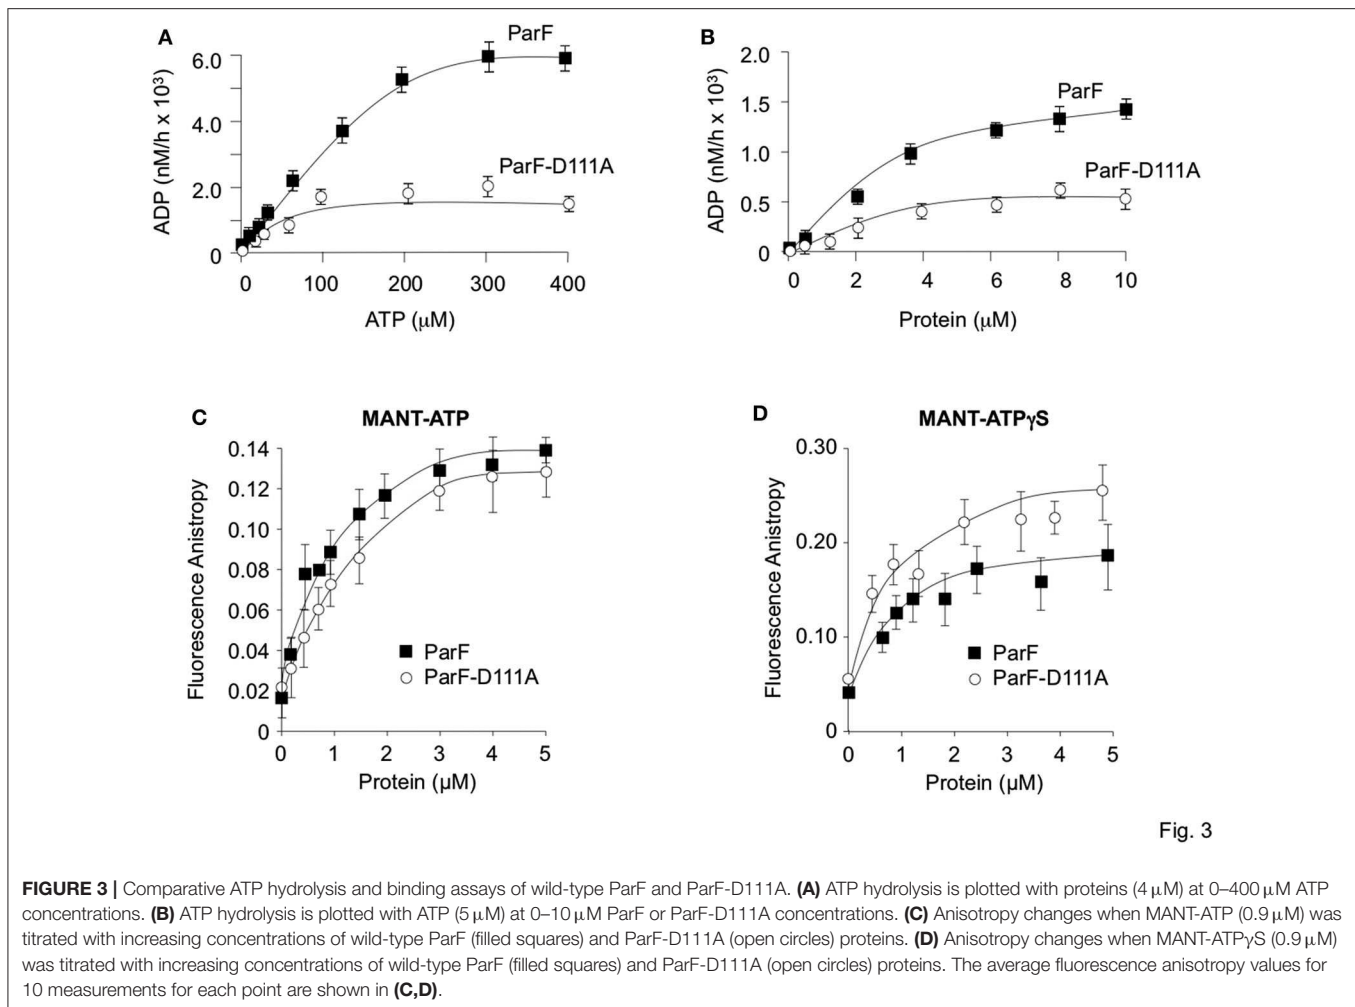 A
ParF
6.0
4.0
2.0
0
ADP (nM/h x 10³)
ParF-D111A
0 100 200 300 400
ATP (μM)
B
2.0
1.5
1.0
0.5
0
ADP (nM/h x 10³)
ParF
ParF-D111A
0 2 4 6 8 10
Protein (μM)
C MANT-ATP
0.14
0.12
0.10
0.08
0.06
0.04
0.02
0
Fluorescence Anistropy
ParF
ParF-D111A
0 1 2 3 4 5
Protein (μM)
D MANT-ATPγS
0.30
0.20
0.10
0
Fluorescence Anistropy
ParF
ParF-D111A
0 1 2 3 4 5
Protein (μM)
Fig. 3
FIGURE 3 | Comparative ATP hydrolysis and binding assays of wild-type ParF and ParF-D111A. (A) ATP hydrolysis is plotted with proteins (4 μM) at 0–400 μM ATP
concentrations. (B) ATP hydrolysis is plotted with ATP (5 μM) at 0–10 μM ParF or ParF-D111A concentrations. (C) Anisotropy changes when MANT-ATP (0.9 μM) was
titrated with increasing concentrations of wild-type ParF (filled squares) and ParF-D111A (open circles) proteins. (D) Anisotropy changes when MANT-ATPγS (0.9 μM)
was titrated with increasing concentrations of wild-type ParF (filled squares) and ParF-D111A (open circles) proteins. The average fluorescence anisotropy values for
10 measurements for each point are shown in (C,D).